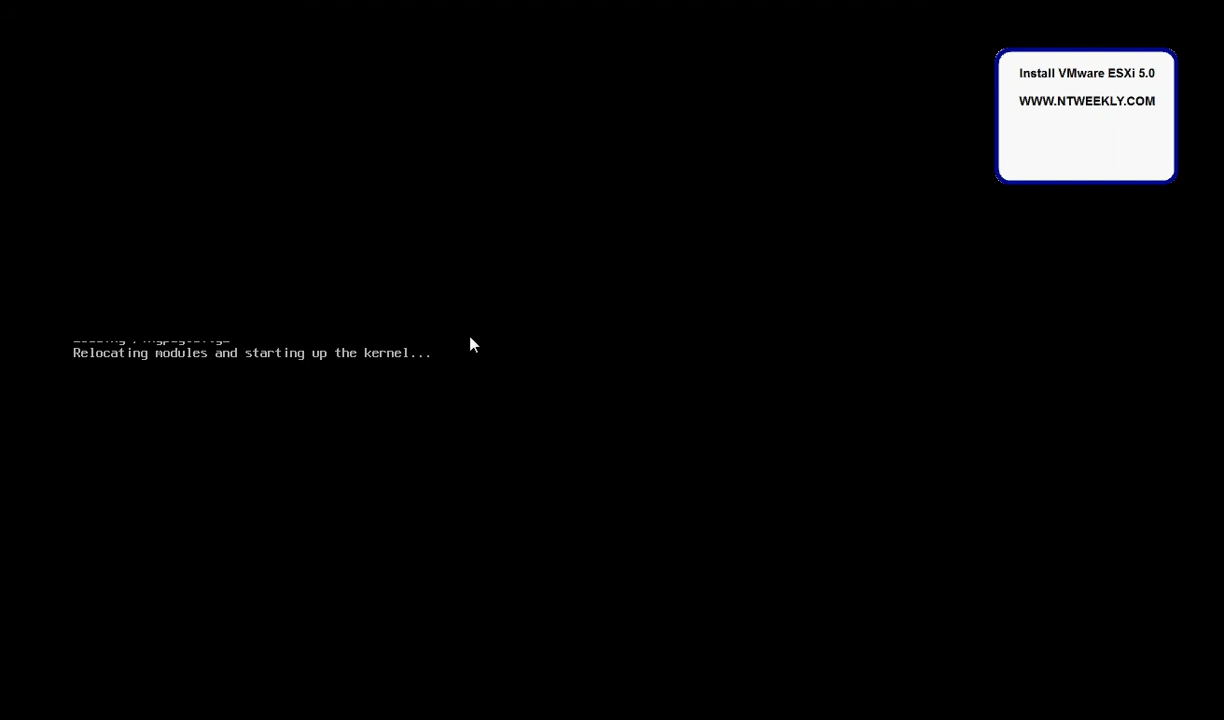 Install VMware ESXi 5.0
WWW.NTWEEKLY.COM
Relocating modules and starting up the kernel...